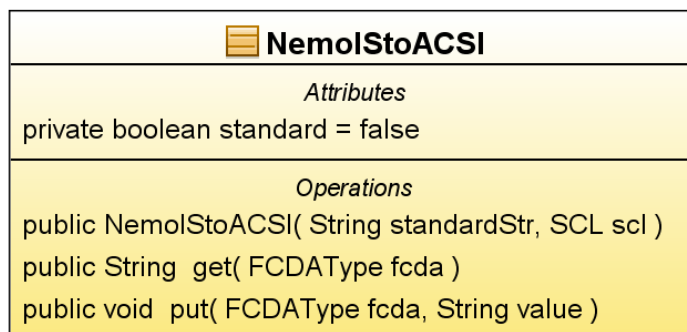 NemoIStoACSI
Attributes
private boolean standard = false
Operations
public NemoIStoACSI( String standardStr, SCL scl )
public String  get( FCDAType fcda )
public void  put( FCDAType fcda, String value )